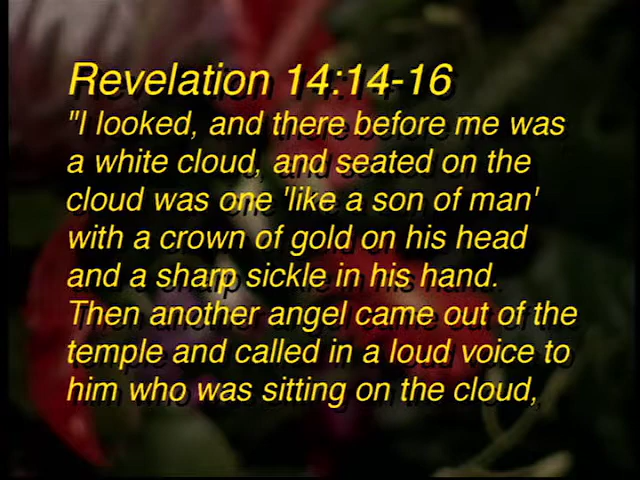 Revelation 14:14-16
"I looked, and there before me was
a white cloud, and seated on the
cloud was one 'like a son of man'
with a crown of gold on his head
and a sharp sickle in his hand.
Then another angel came out of the
temple and called in a loud voice to
him who was sitting on the cloud,